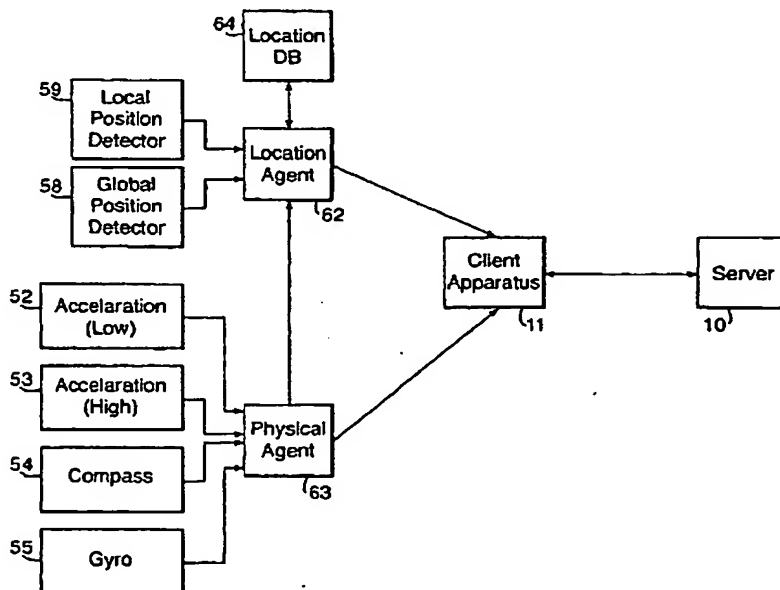 64
Location
DB
59
Local
Position
Detector
58
Global
Position
Detector
Location
Agent
62
Client
Apparatus
11
Server
10
52
Accelaration
(Low)
53
Accelaration
(High)
54
Compass
55
Gyro
Physical
Agent
63